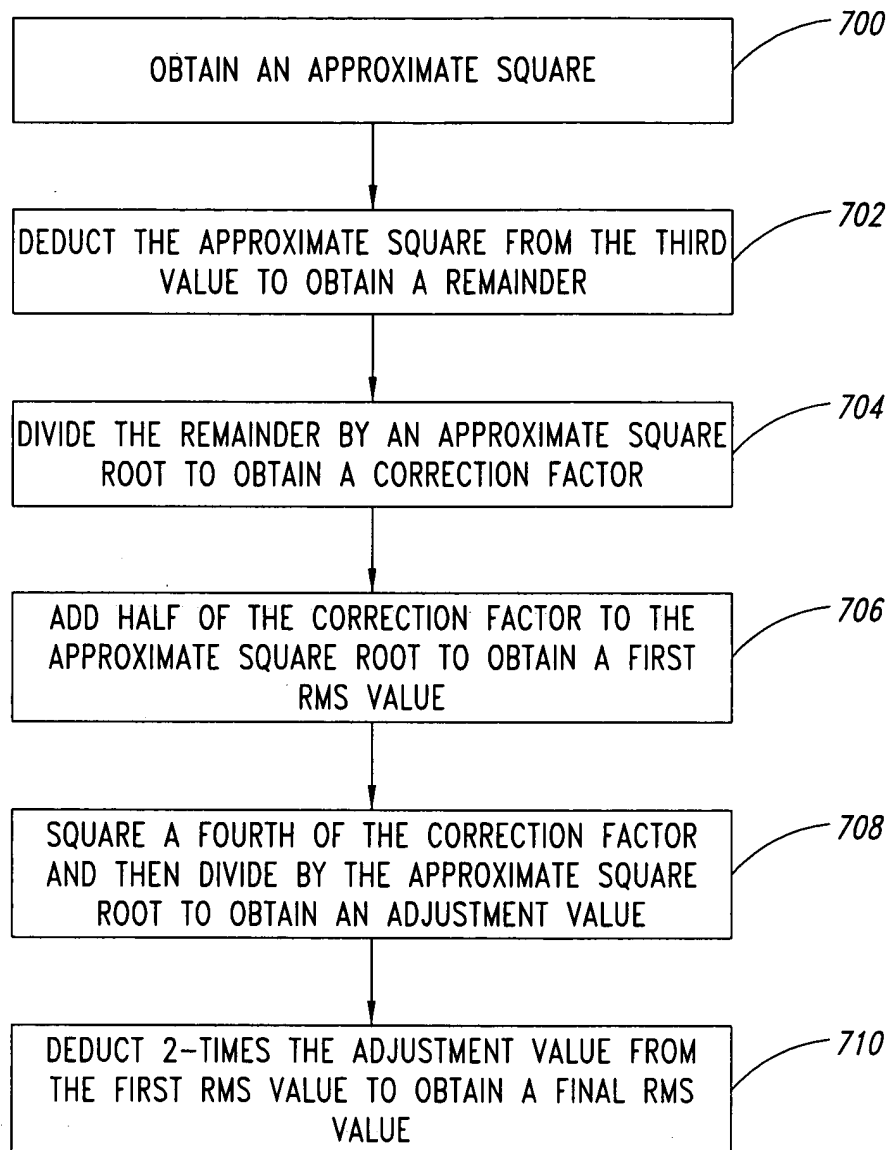 700
OBTAIN AN APPROXIMATE SQUARE
702
DEDUCT THE APPROXIMATE SQUARE FROM THE THIRD
VALUE TO OBTAIN A REMAINDER
704
DIVIDE THE REMAINDER BY AN APPROXIMATE SQUARE
ROOT TO OBTAIN A CORRECTION FACTOR
706
ADD HALF OF THE CORRECTION FACTOR TO THE
APPROXIMATE SQUARE ROOT TO OBTAIN A FIRST
RMS VALUE
708
SQUARE A FOURTH OF THE CORRECTION FACTOR
AND THEN DIVIDE BY THE APPROXIMATE SQUARE
ROOT TO OBTAIN AN ADJUSTMENT VALUE
710
DEDUCT 2-TIMES THE ADJUSTMENT VALUE FROM
THE FIRST RMS VALUE TO OBTAIN A FINAL RMS
VALUE